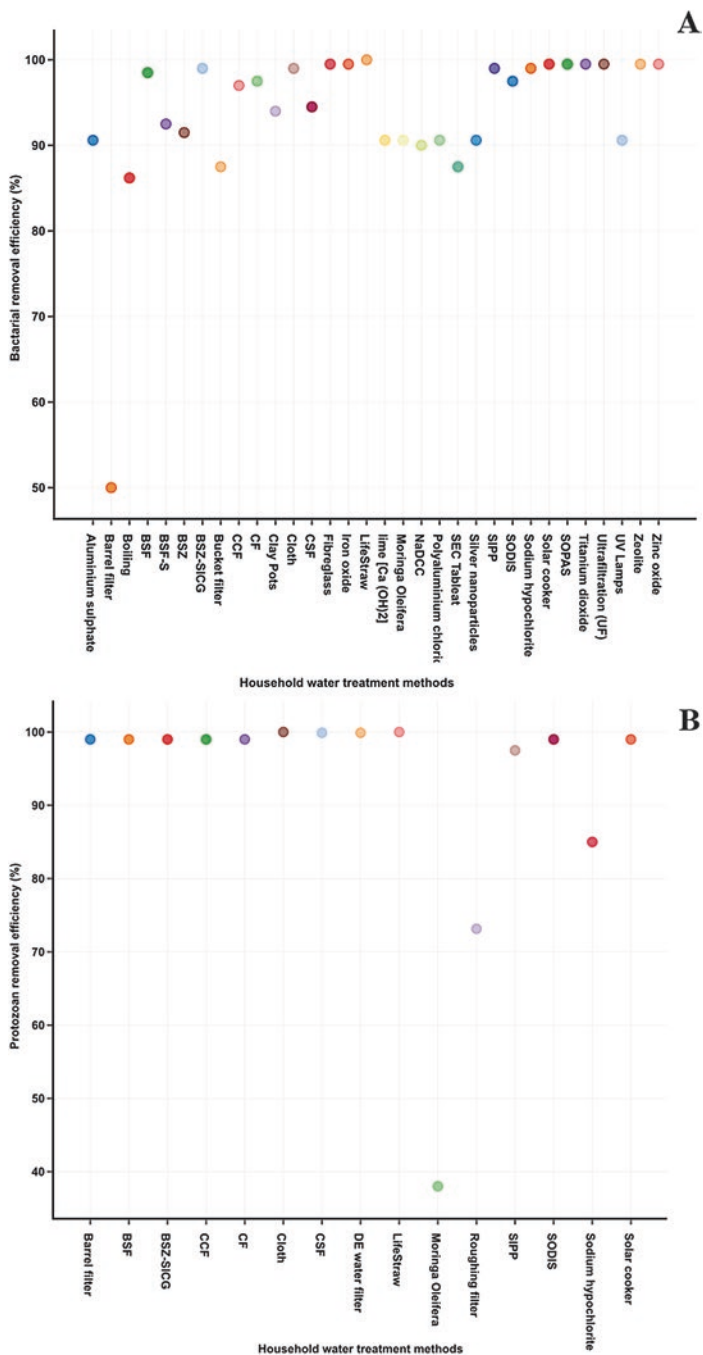 A
100
90
80
70
60
50
Bacterial removal efficiency (%)
Aluminium sulphate
Barrel filter
Boiling
BSF
BSF-S
BSZ
BSZ-SICG
Bucket filter
CCF
CF
Clay Pots
Cloth
CSF
Fibreglass
Iron oxide
LifeStraw
lime [Ca (OH)2]
Moringa Oleifera
NaDCC
Polyaluminium chloric
SEC Tableat
Silver nanoparticles
SIPP
SODIS
Sodium hypochlorite
Solar cooker
SOPAS
Titanium dioxide
Ultrafiltration (UF)
UV Lamps
Zeolite
Zinc oxide
Household water treatment methods
B
100
90
80
70
60
50
40
Protozoan removal efficiency (%)
Barrel filter
BSF
BSZ-SICG
CCF
CF
Cloth
CSF
DE water filter
LifeStraw
Moringa Oleifera
Roughing filter
SIPP
SODIS
Sodium hypochlorite
Solar cooker
Household water treatment methods